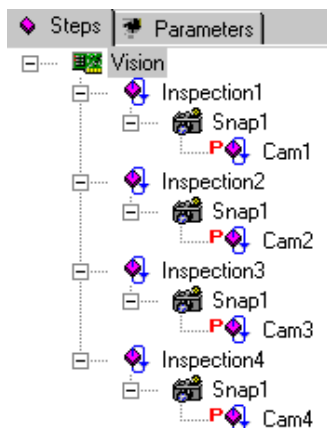 Steps Parameters
Vision
Inspection1
Snap1
P Cam1
Inspection2
Snap1
P Cam2
Inspection3
Snap1
P Cam3
Inspection4
Snap1
P Cam4